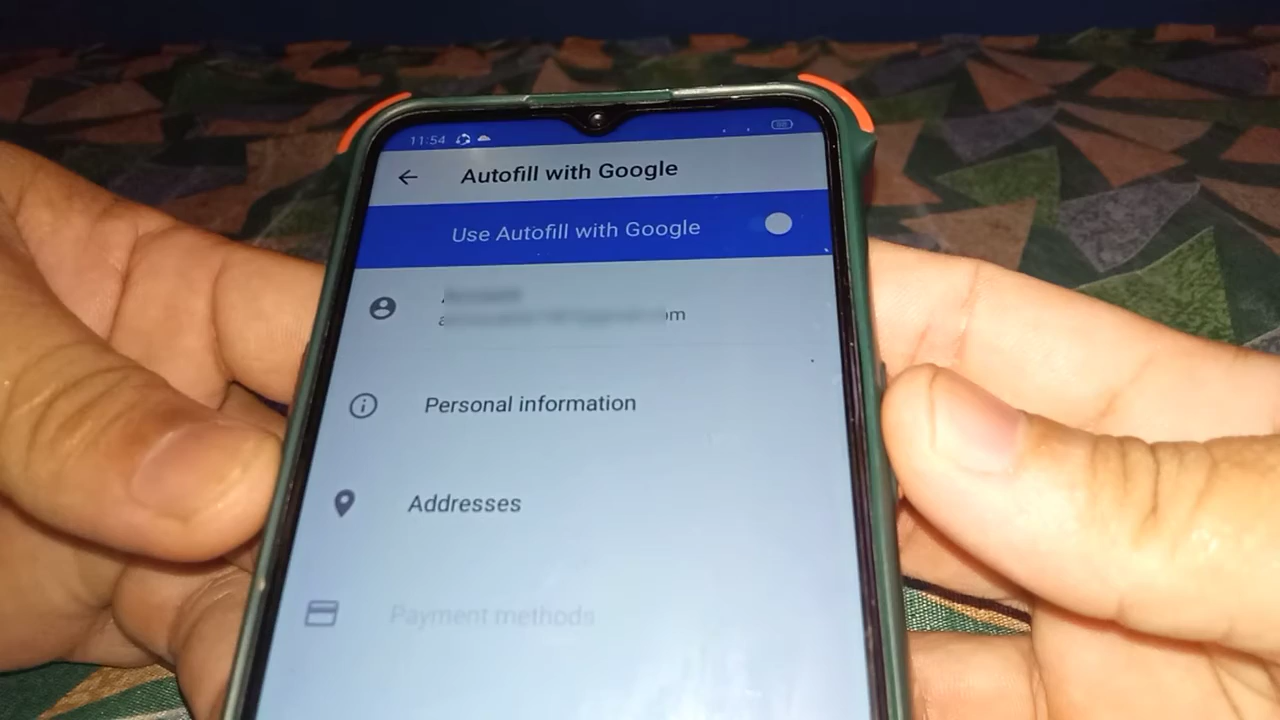 11:54
Autofill with Google
Use Autofill with Google
Personal information
Addresses
Payment methods